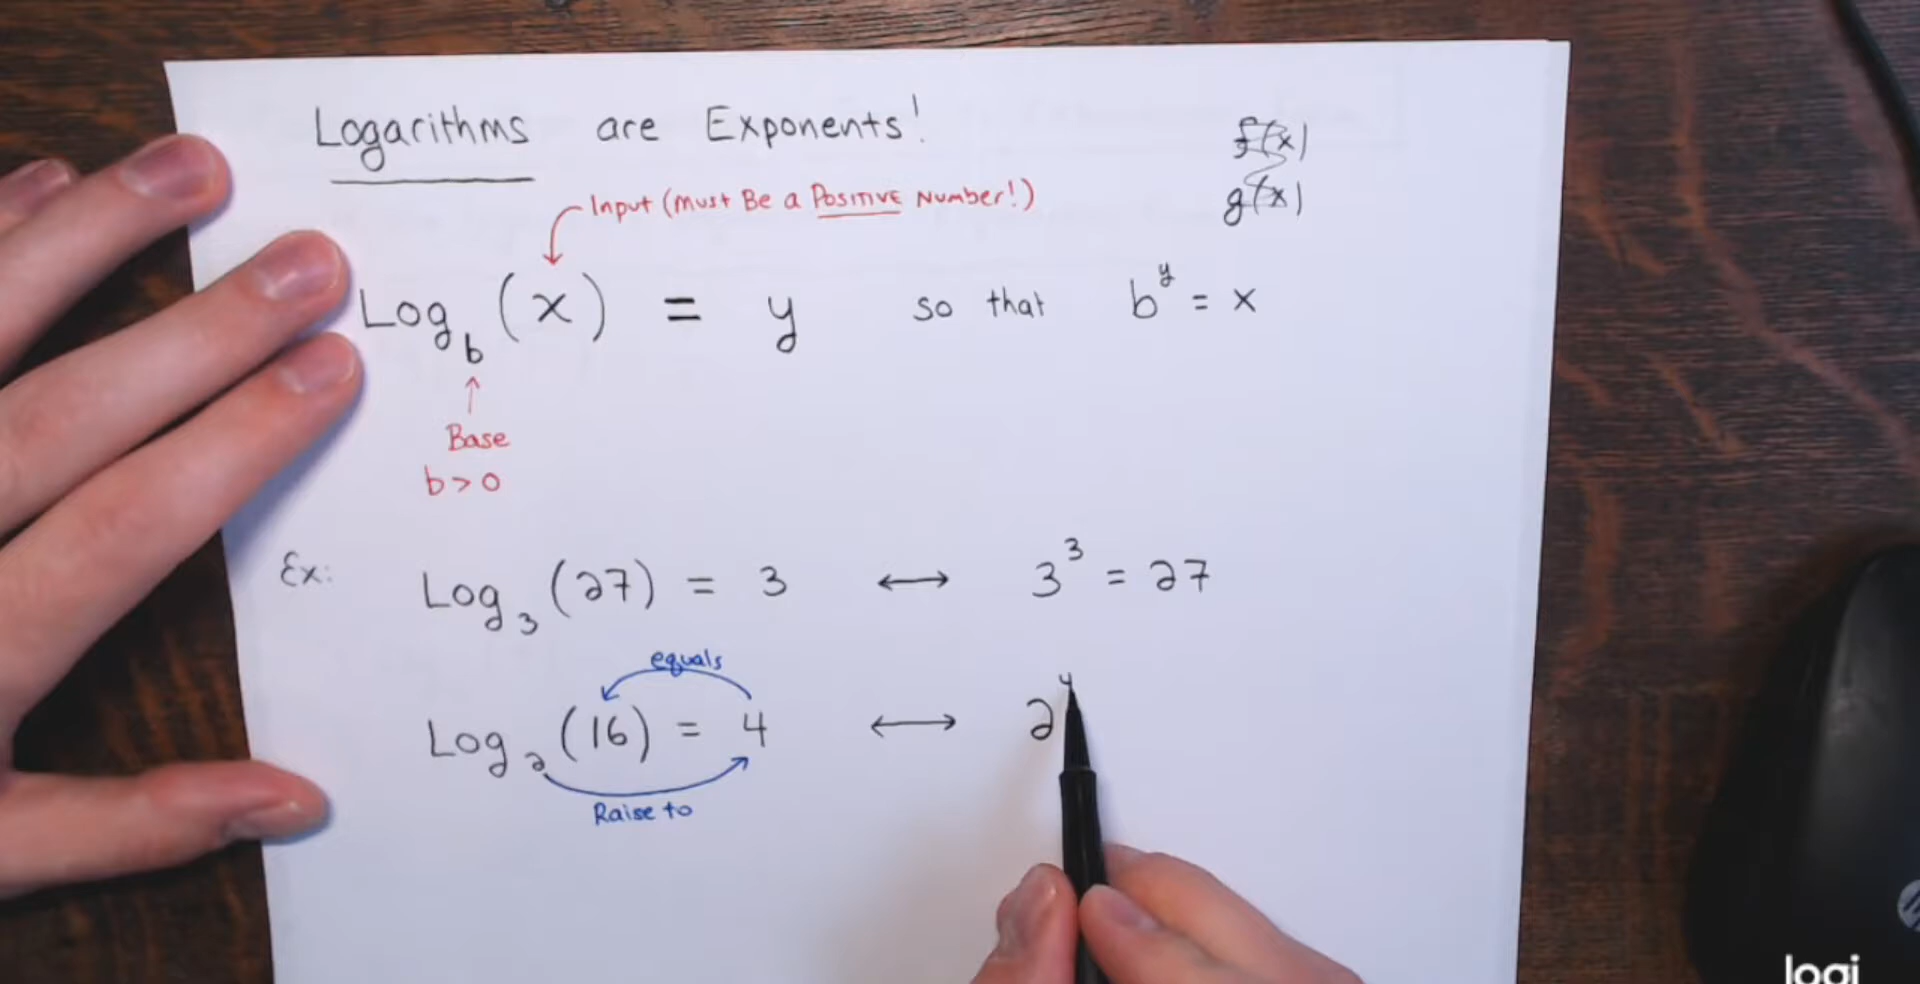 Logarithms are Exponents!
f(x)
Input (Must Be a Positive Number!)
g(x)
Log_b (x) = y so that b^y = x
Base
b > 0
Ex: Log_3 (27) = 3 ⟷ 3^3 = 27
equals
Log_2 (16) = 4 ⟷ 2^4
Raise to
logi